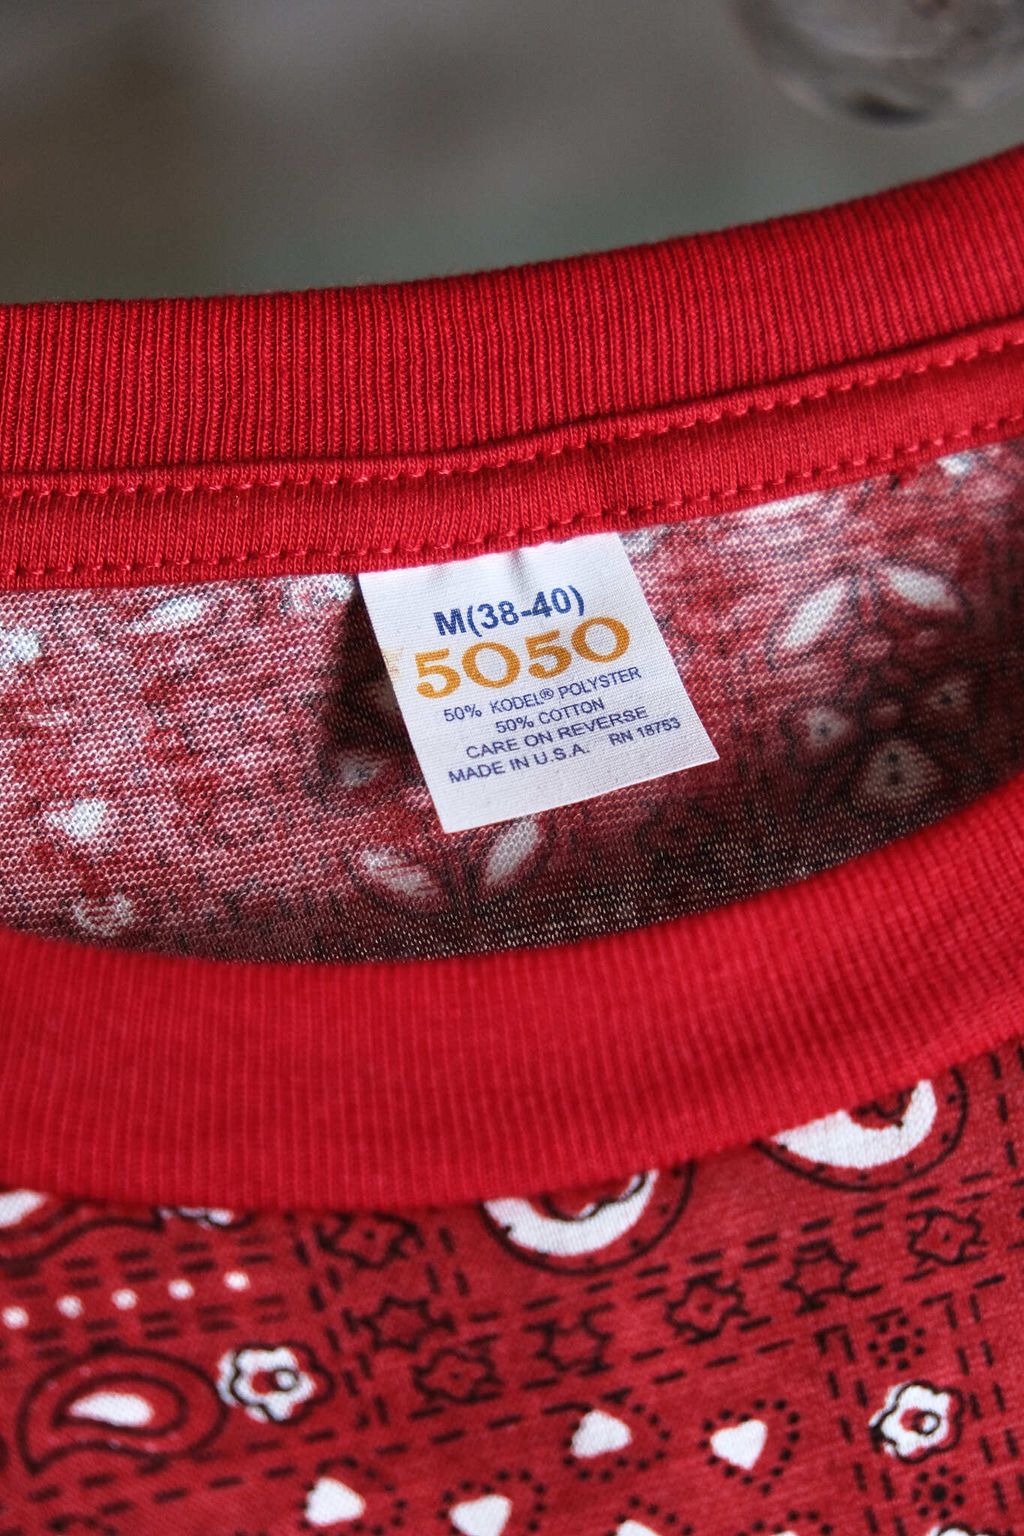 M(38-40)
5050
50% KODEL® POLYSTER
50% COTTON
CARE ON REVERSE
MADE IN U.S.A. RN 18753